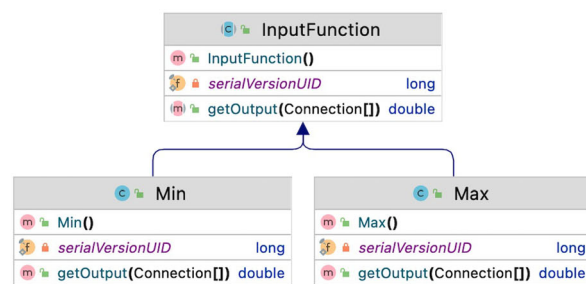 InputFunction
InputFunction()
serialVersionUID long
getOutput(Connection[]) double
Min
Min()
serialVersionUID long
getOutput(Connection[]) double
Max
Max()
serialVersionUID long
getOutput(Connection[]) double